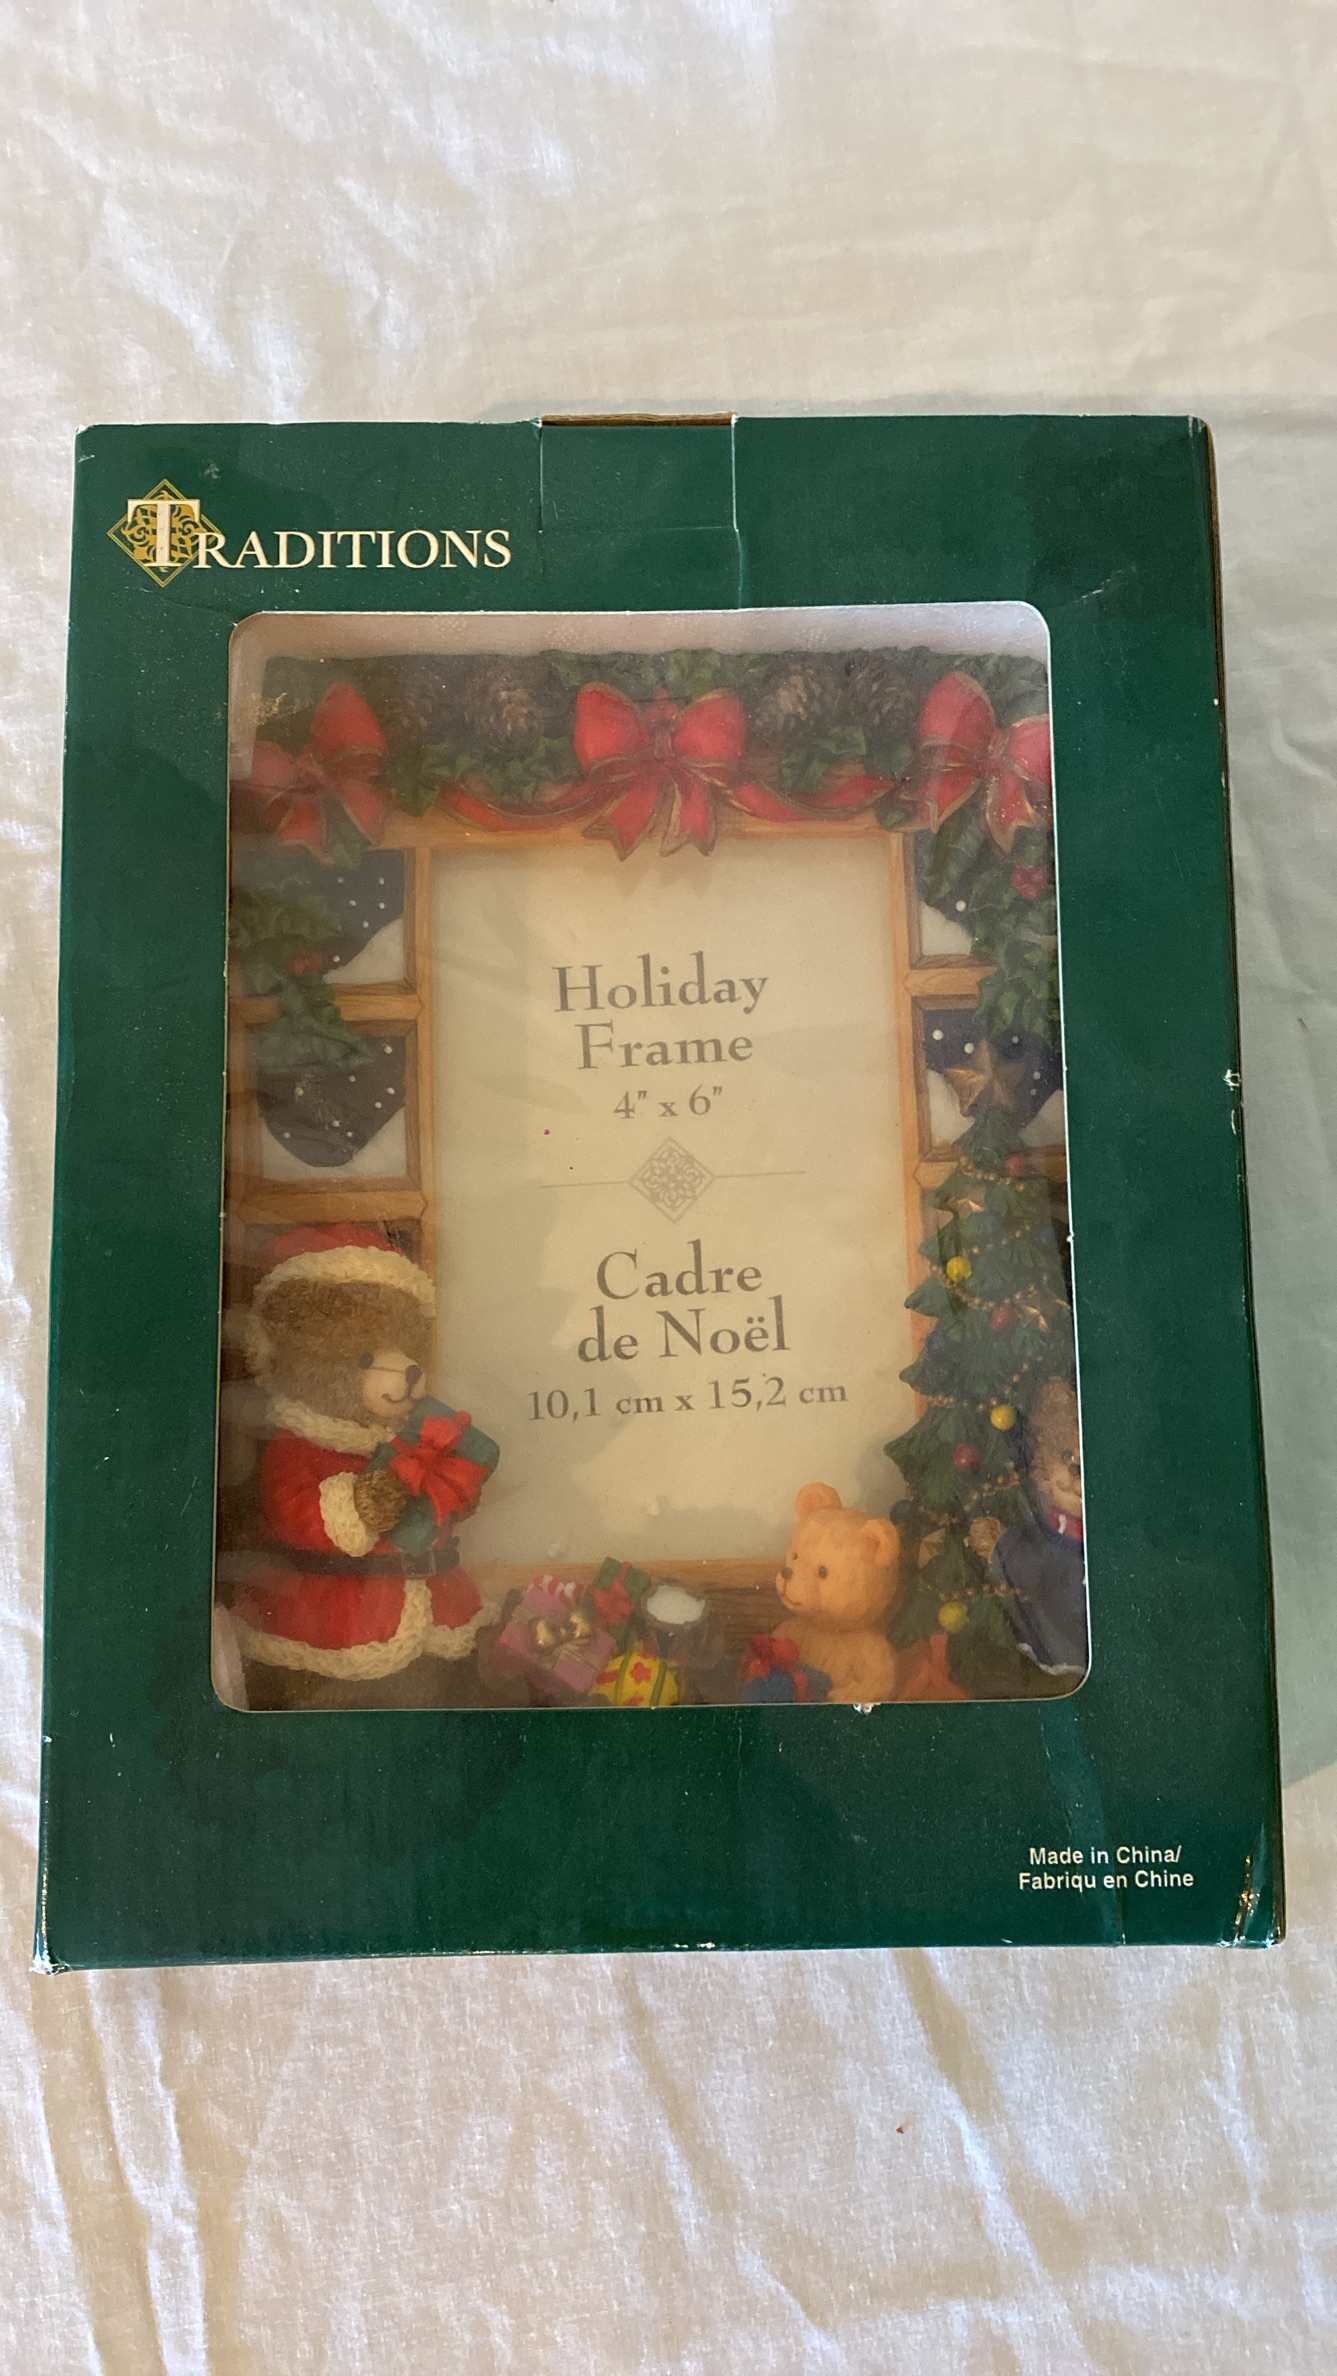 TRADITIONS
Holiday
Frame
4" x 6"
Cadre
de Noël
10,1 cm x 15,2 cm
Made in China/
Fabriqu en Chine